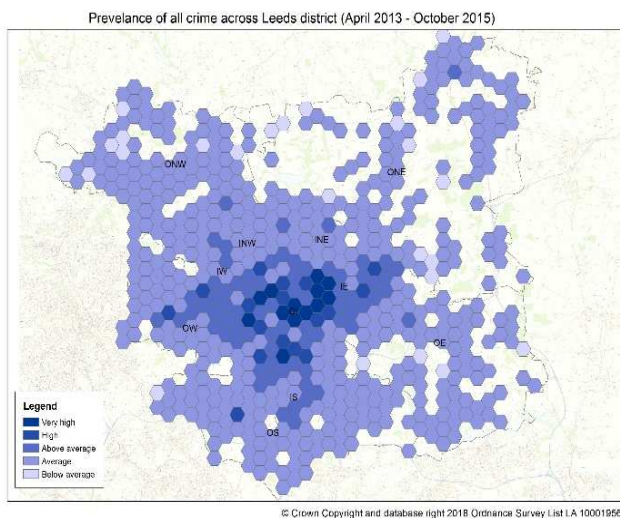 Prevelance of all crime across Leeds district (April 2013 - October 2015)
ONW
ONE
INW
INE
IW
IE
OW
OE
IS
OS
Legend
Very high
High
Above average
Average
Below average
© Crown Copyright and database right 2018 Ordnance Survey List LA 10001956